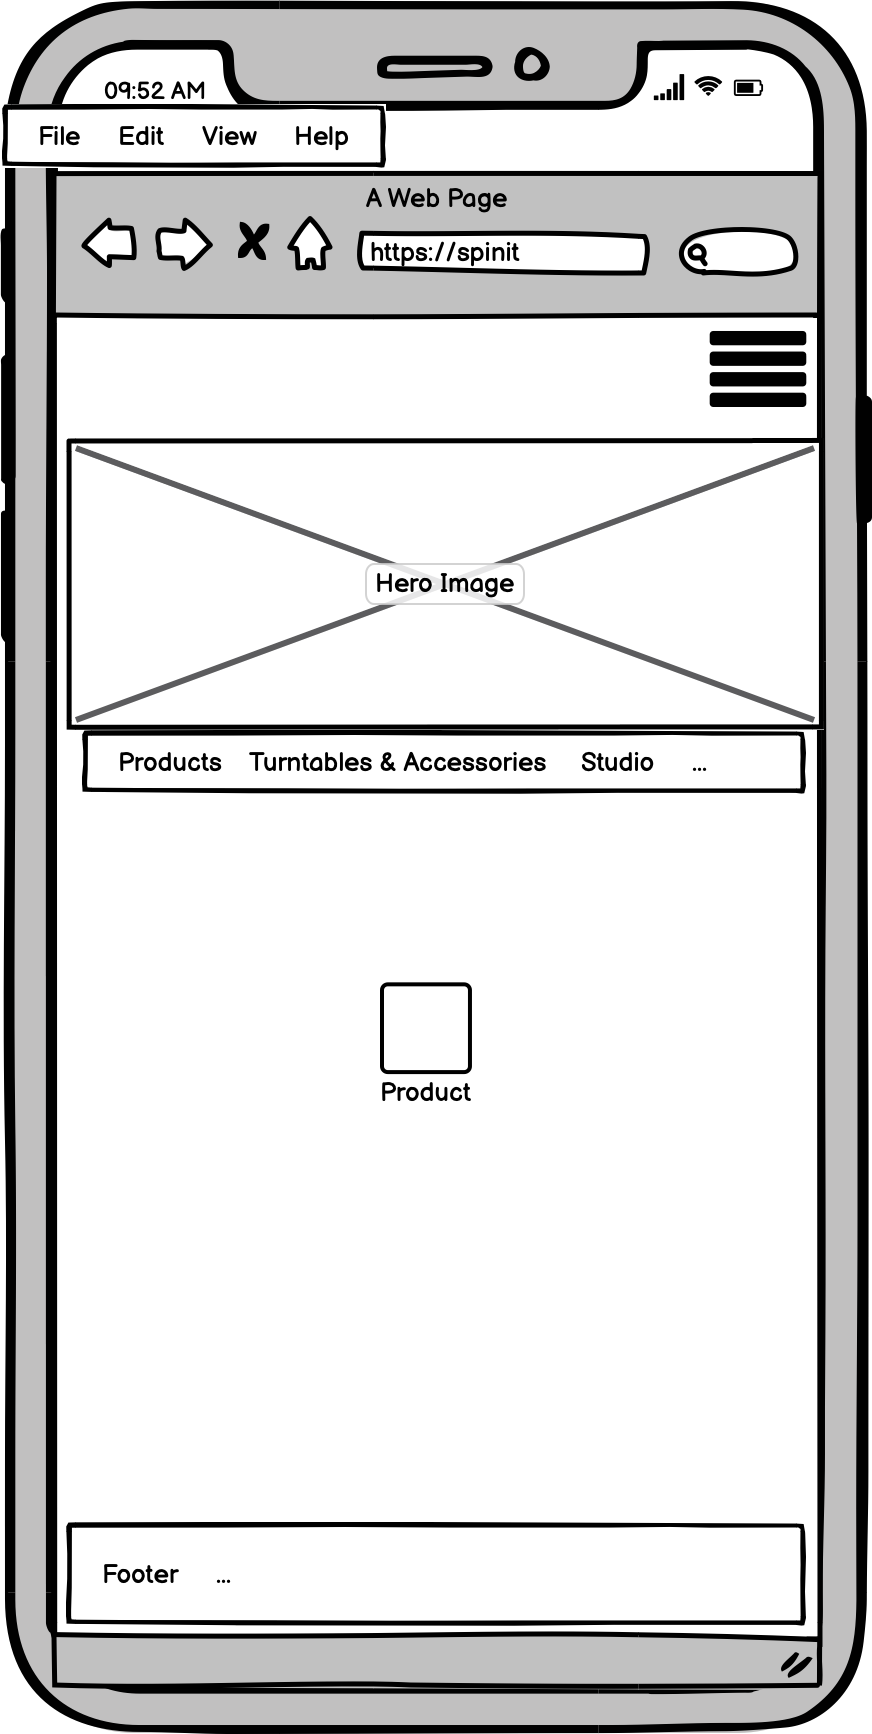 09:52 AM
File Edit View Help
A Web Page
https://spinit
Hero Image
Products Turntables & Accessories Studio ...
Product
Footer ...